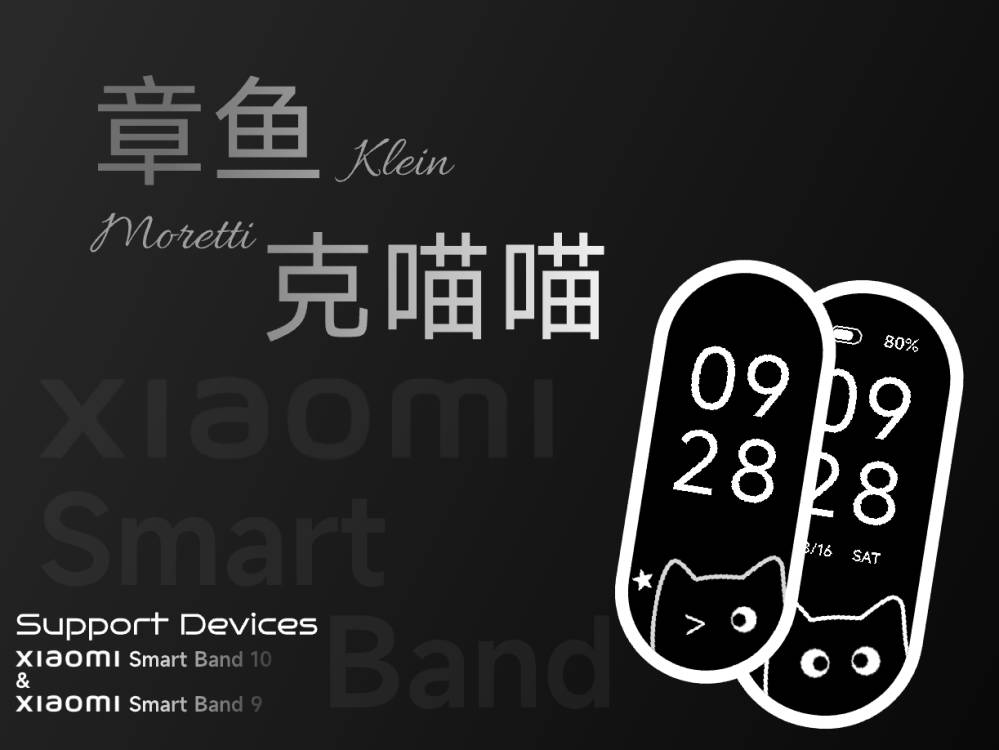 章鱼 Klein
Moretti 克喵喵
xiaomi
Smart
Band
Support Devices
xiaomi Smart Band 10
&
xiaomi Smart Band 9
09
28
80%
09
28
/16 SAT